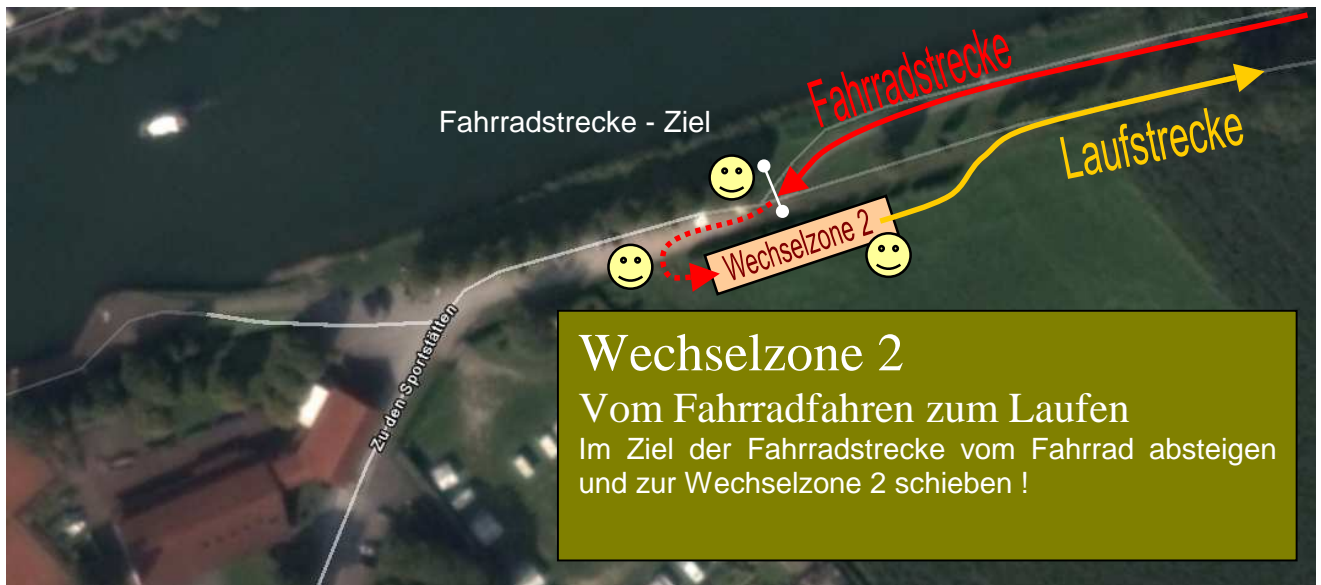 Fahrradstrecke
Fahrradstrecke - Ziel
Laufstrecke
Wechselzone 2
Zu den Sportstätten
Wechselzone 2
Vom Fahrradfahren zum Laufen
Im Ziel der Fahrradstrecke vom Fahrrad absteigen
und zur Wechselzone 2 schieben !